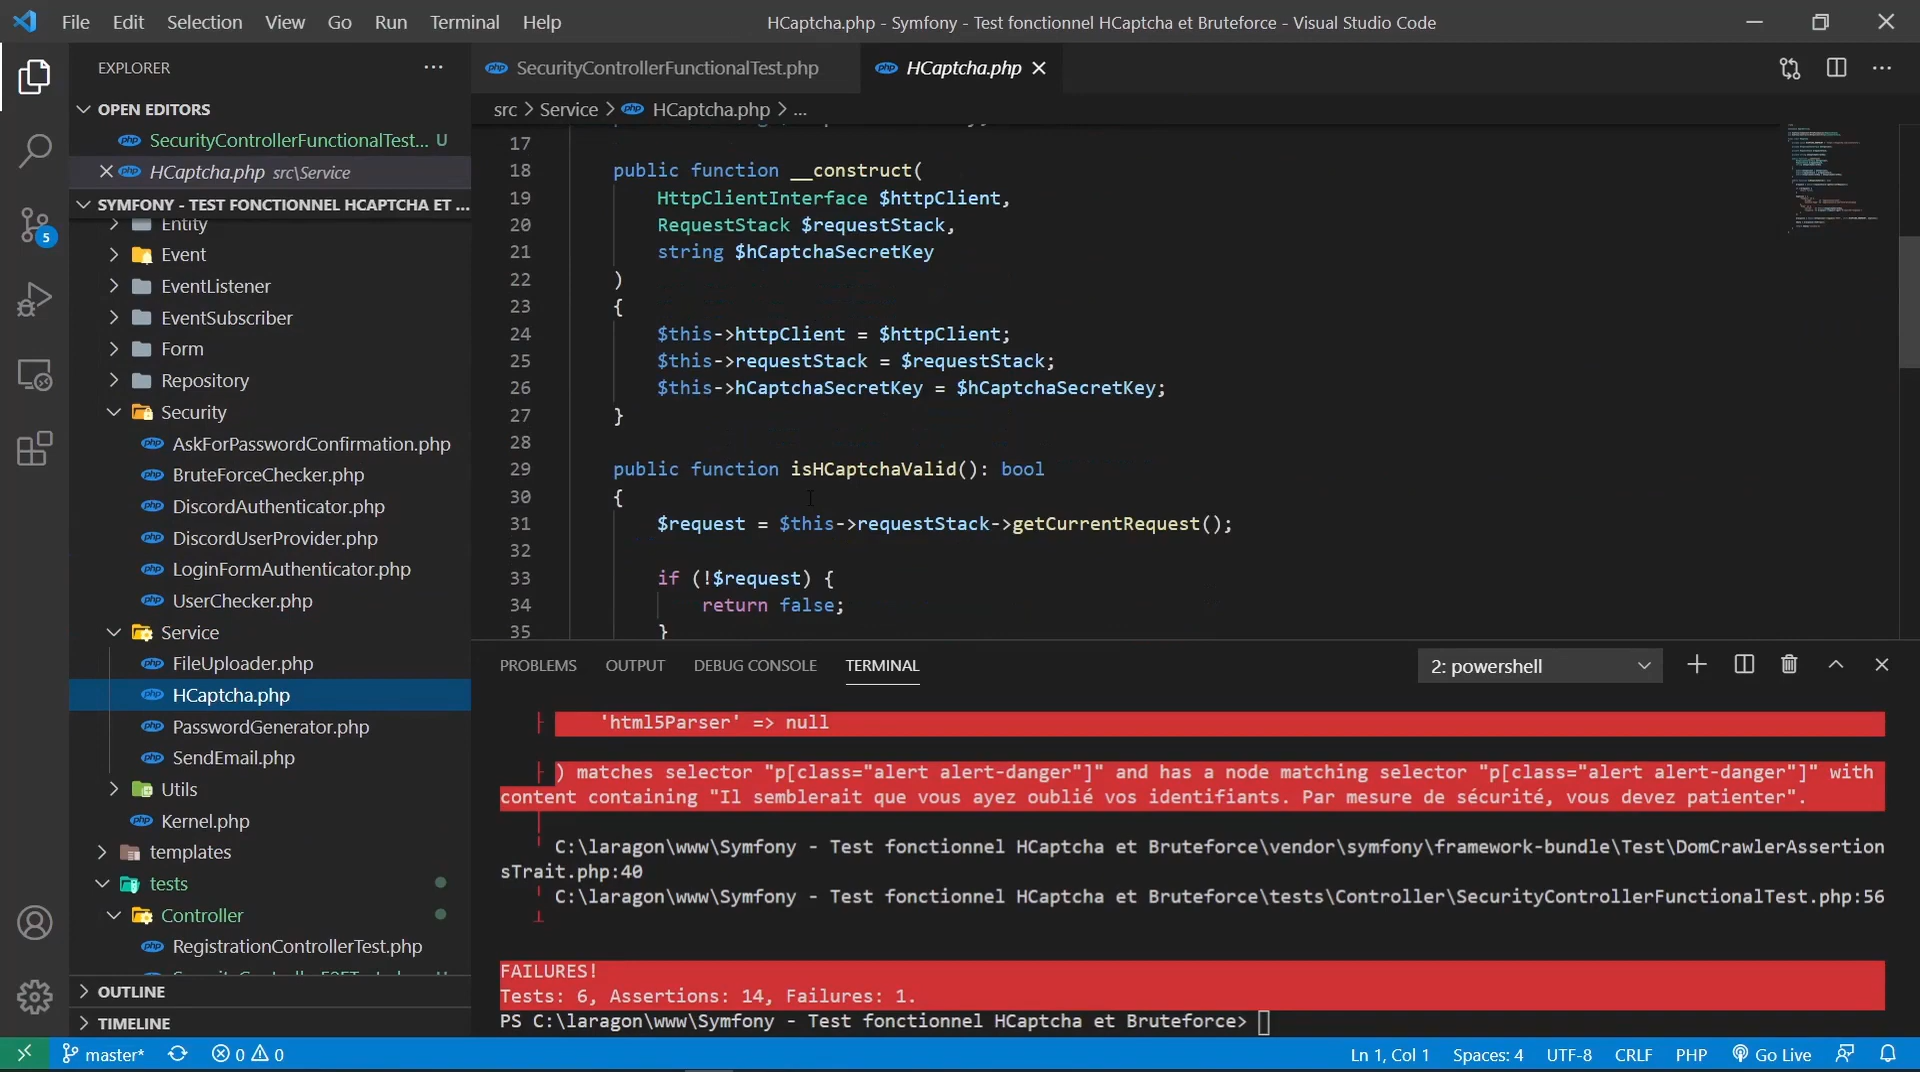 File Edit Selection View Go Run Terminal Help
HCaptcha.php - Symfony - Test fonctionnel HCaptcha et Bruteforce - Visual Studio Code
EXPLORER
OPEN EDITORS
SecurityControllerFunctionalTest... U
HCaptcha.php src\Service
SYMFONY - TEST FONCTIONNEL HCAPTCHA ET ...
Entity
Event
EventListener
EventSubscriber
Form
Repository
Security
AskForPasswordConfirmation.php
BruteForceChecker.php
DiscordAuthenticator.php
DiscordUserProvider.php
LoginFormAuthenticator.php
UserChecker.php
Service
FileUploader.php
HCaptcha.php
PasswordGenerator.php
SendEmail.php
Utils
Kernel.php
templates
tests
Controller
RegistrationControllerTest.php
OUTLINE
TIMELINE
5
php SecurityControllerFunctionalTest.php
php HCaptcha.php
src > Service > php HCaptcha.php > ...
17
18 public function __construct(
19 HttpClientInterface $httpClient,
20 RequestStack $requestStack,
21 string $hCaptchaSecretKey
22 )
23 {
24 $this->httpClient = $httpClient;
25 $this->requestStack = $requestStack;
26 $this->hCaptchaSecretKey = $hCaptchaSecretKey;
27 }
28
29 public function isHCaptchaValid(): bool
30 {
31 $request = $this->requestStack->getCurrentRequest();
32
33 if (!$request) {
34 return false;
35 }
PROBLEMS OUTPUT DEBUG CONSOLE TERMINAL
2: powershell
'html5Parser' => null
) matches selector "p[class="alert alert-danger"]" and has a node matching selector "p[class="alert alert-danger"]" with
content containing "Il semblerait que vous ayez oublié vos identifiants. Par mesure de sécurité, vous devez patienter".
C:\laragon\www\Symfony - Test fonctionnel HCaptcha et Bruteforce\vendor\symfony\framework-bundle\Test\DomCrawlerAssertion
sTrait.php:40
C:\laragon\www\Symfony - Test fonctionnel HCaptcha et Bruteforce\tests\Controller\SecurityControllerFunctionalTest.php:56
FAILURES!
Tests: 6, Assertions: 14, Failures: 1.
PS C:\laragon\www\Symfony - Test fonctionnel HCaptcha et Bruteforce>
master* 0 0
Ln 1, Col 1 Spaces: 4 UTF-8 CRLF PHP Go Live